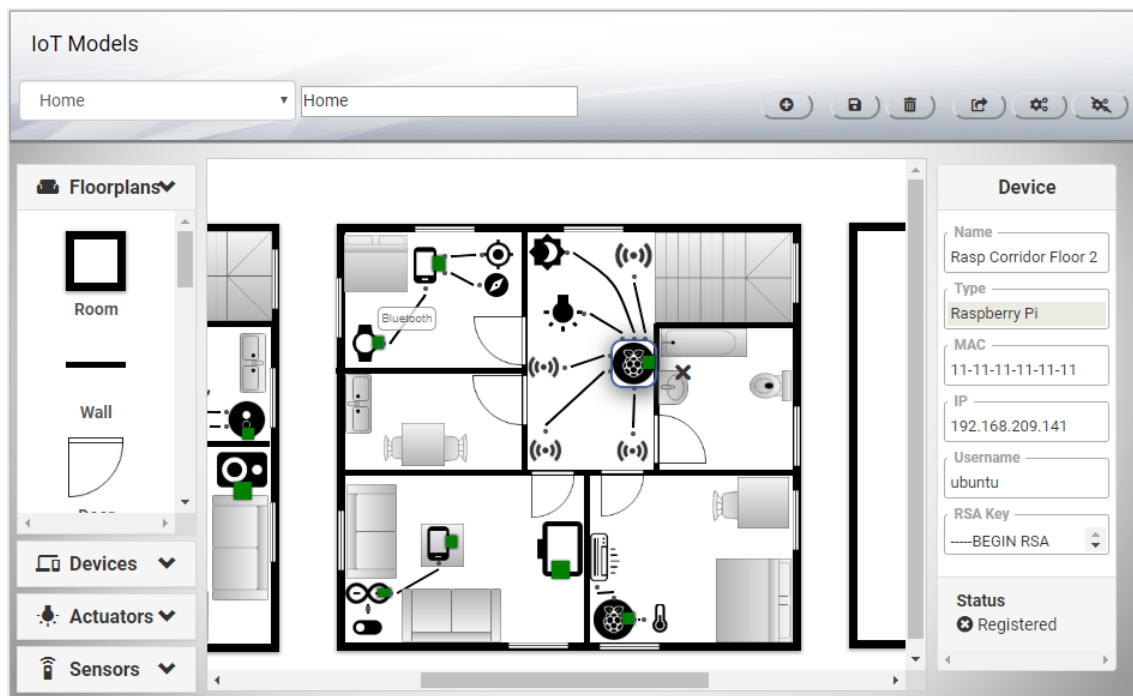 IoT Models
Home
Home
Floorplans
Room
Wall
Devices
Actuators
Sensors
Bluetooth
Device
Name
Rasp Corridor Floor 2
Type
Raspberry Pi
MAC
11-11-11-11-11-11
IP
192.168.209.141
Username
ubuntu
RSA Key
-----BEGIN RSA
Status
Registered